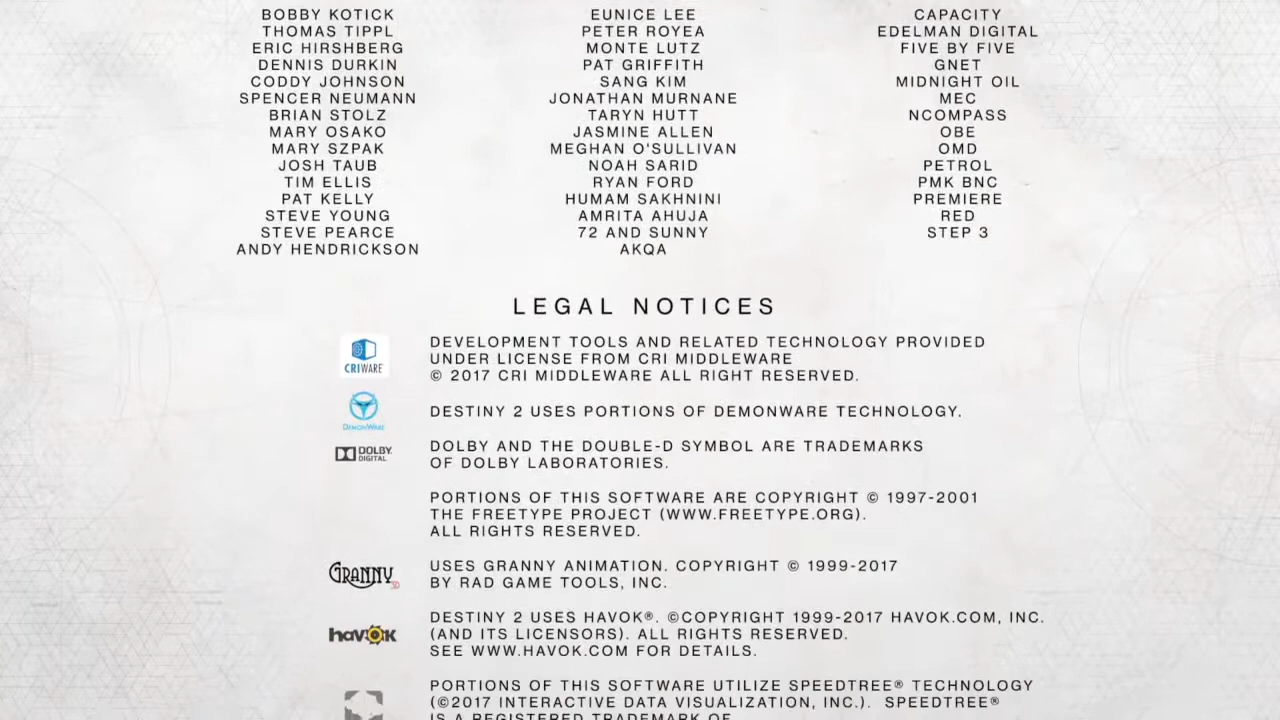 BOBBY KOTICK
THOMAS TIPPL
ERIC HIRSHBERG
DENNIS DURKIN
CODDY JOHNSON
SPENCER NEUMANN
BRIAN STOLZ
MARY OSAKO
MARY SZPAK
JOSH TAUB
TIM ELLIS
PAT KELLY
STEVE YOUNG
STEVE PEARCE
ANDY HENDRICKSON
EUNICE LEE
PETER ROYEA
MONTE LUTZ
PAT GRIFFITH
SANG KIM
JONATHAN MURNANE
TARYN HUTT
JASMINE ALLEN
MEGHAN O'SULLIVAN
NOAH SARID
RYAN FORD
HUMAM SAKHNINI
AMRITA AHUJA
72 AND SUNNY
AKQA
CAPACITY
EDELMAN DIGITAL
FIVE BY FIVE
GNET
MIDNIGHT OIL
MEC
NCOMPASS
OBE
OMD
PETROL
PMK BNC
PREMIERE
RED
STEP 3
LEGAL NOTICES
CRIWARE
DEVELOPMENT TOOLS AND RELATED TECHNOLOGY PROVIDED
UNDER LICENSE FROM CRI MIDDLEWARE
© 2017 CRI MIDDLEWARE ALL RIGHT RESERVED.
DEMONWARE
DESTINY 2 USES PORTIONS OF DEMONWARE TECHNOLOGY.
DOLBY
DIGITAL
DOLBY AND THE DOUBLE-D SYMBOL ARE TRADEMARKS
OF DOLBY LABORATORIES.
PORTIONS OF THIS SOFTWARE ARE COPYRIGHT © 1997-2001
THE FREETYPE PROJECT (WWW.FREETYPE.ORG).
ALL RIGHTS RESERVED.
GRANNY 3D
USES GRANNY ANIMATION. COPYRIGHT © 1999-2017
BY RAD GAME TOOLS, INC.
havok
DESTINY 2 USES HAVOK®. ©COPYRIGHT 1999-2017 HAVOK.COM, INC.
(AND ITS LICENSORS). ALL RIGHTS RESERVED.
SEE WWW.HAVOK.COM FOR DETAILS.
PORTIONS OF THIS SOFTWARE UTILIZE SPEEDTREE® TECHNOLOGY
(©2017 INTERACTIVE DATA VISUALIZATION, INC.). SPEEDTREE®
IS A REGISTERED TRADEMARK OF